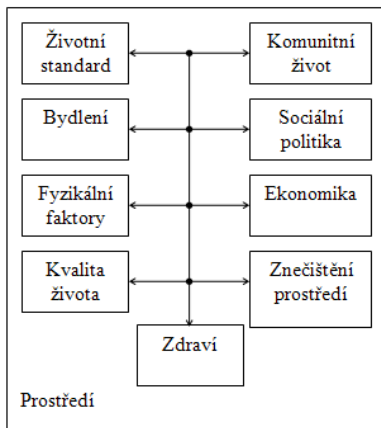 Životní
standard
Komunitní
život
Bydlení
Sociální
politika
Fyzikální
faktory
Ekonomika
Kvalita
života
Znečištění
prostředí
Zdraví
Prostředí